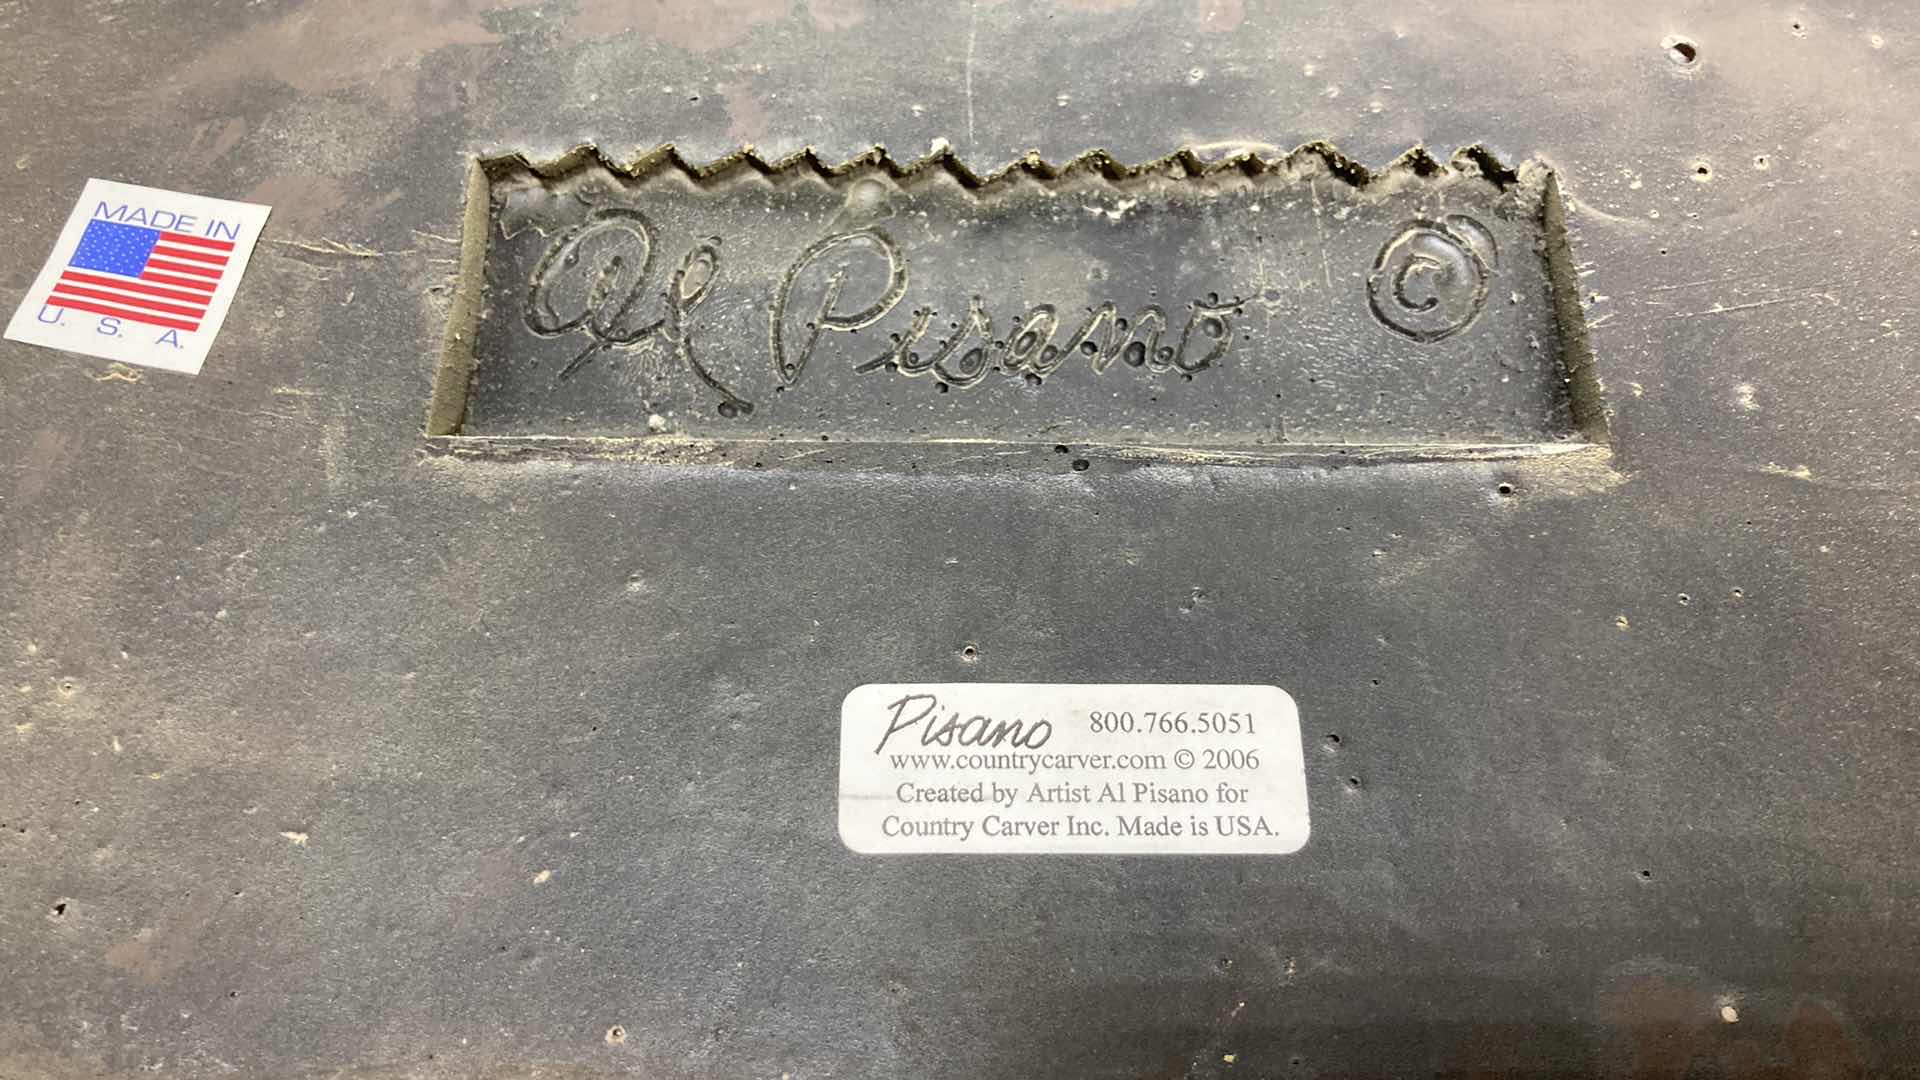 MADE IN
U. S. A.
Al Pisano ©
Pisano 800.766.5051
www.countrycarver.com © 2006
Created by Artist Al Pisano for
Country Carver Inc. Made is USA.